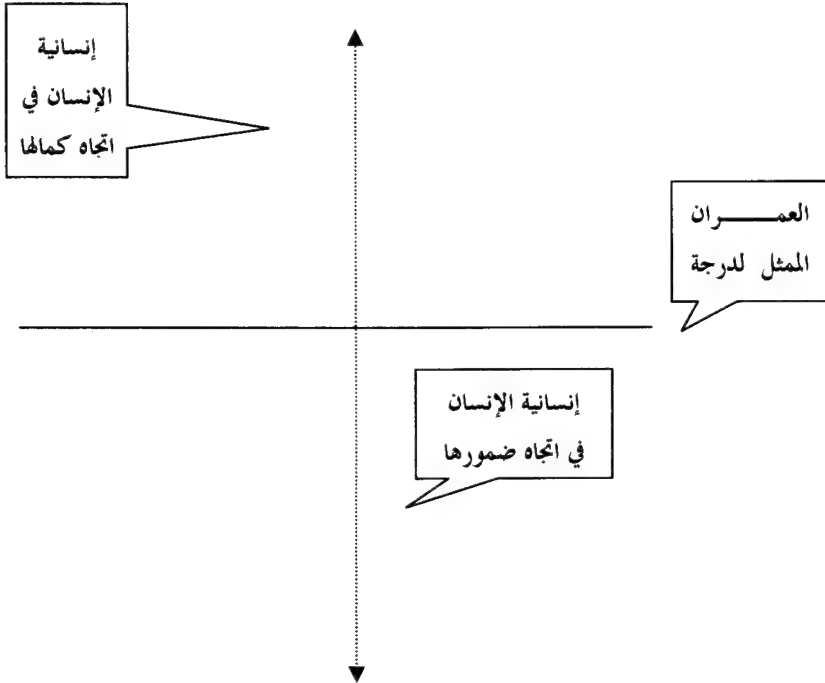 إنسانية
الإنسان في
اتجاه كمالها
العمـــــران
الممثل لدرجة
إنسانية الإنسان
في اتجاه ضمورها